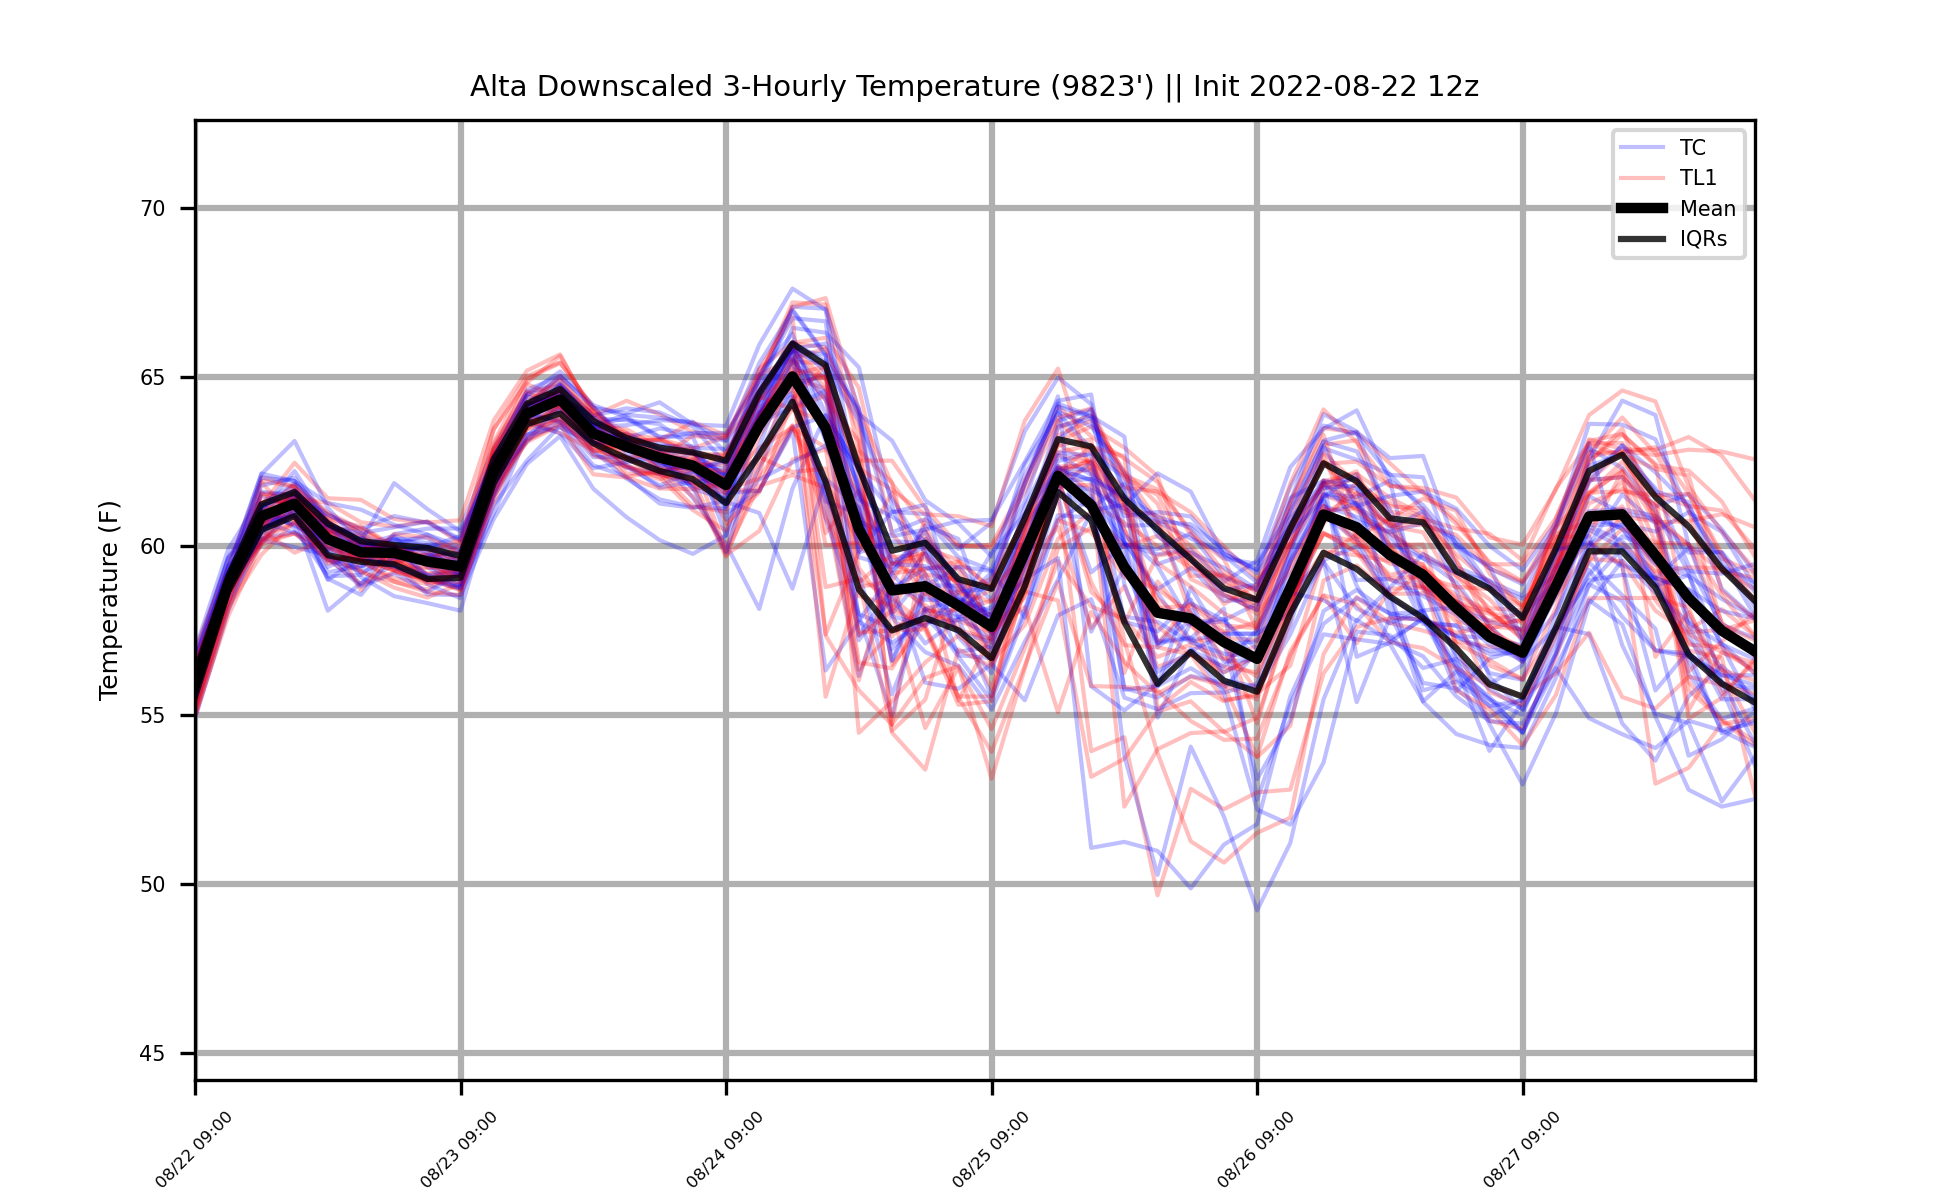 Alta Downscaled 3-Hourly Temperature (9823') || Init 2022-08-22 12z
TC
TL1
Mean
IQRs
Temperature (F)
70
65
60
55
50
45
08/22 09:00
08/23 09:00
08/24 09:00
08/25 09:00
08/26 09:00
08/27 09:00